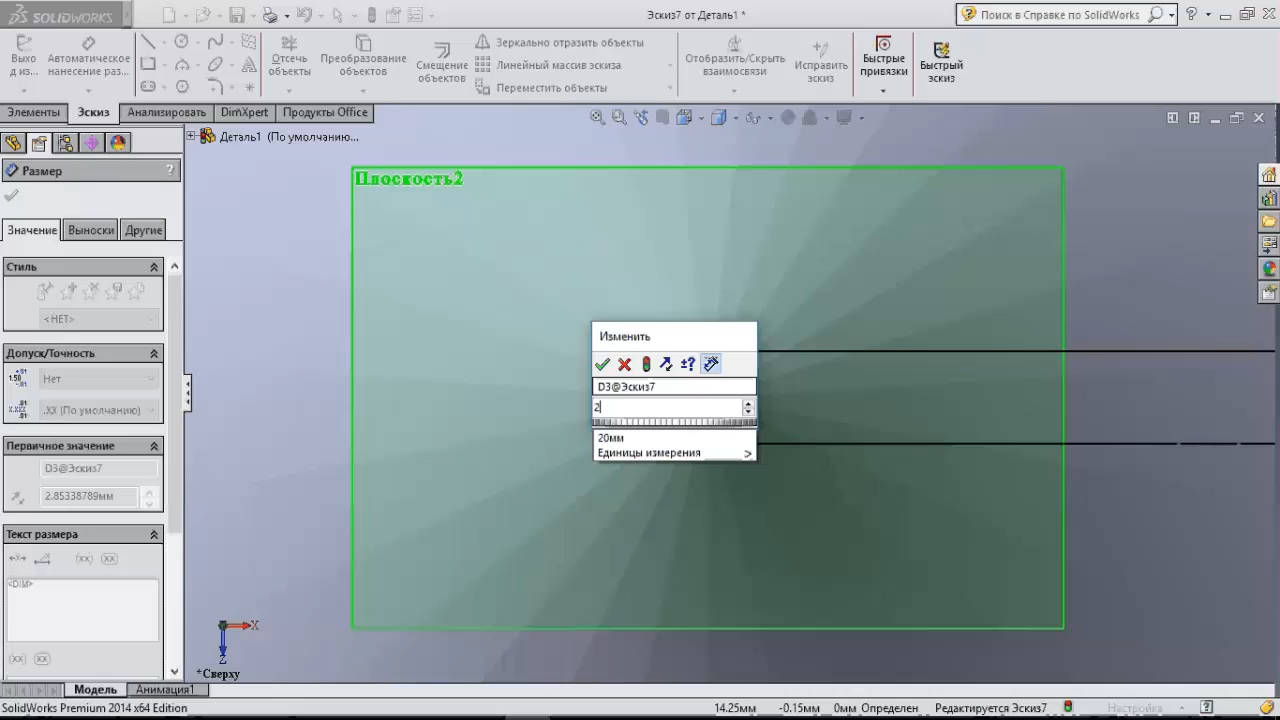 SOLIDWORKS
Эскиз7 от Деталь1 *
Поиск в Справке по SolidWorks
Выхо
д из...
Автоматическое
нанесение раз...
Отсечь
объекты
Преобразование
объектов
Смещение
объектов
Зеркально отразить объекты
Линейный массив эскиза
Переместить объекты
Отобразить/Скрыть
взаимосвязи
Исправить
эскиз
Быстрые
привязки
Быстрый
эскиз
Элементы
Эскиз
Анализировать
DimXpert
Продукты Office
Деталь1 (По умолчанию...
Размер
?
Значение
Выноски
Другие
Стиль
<НЕТ>
Допуск/Точность
Нет
.XX (По умолчанию)
Первичное значение
D3@Эскиз7
2.85338789мм
Текст размера
<DIM>
Плоскость2
Изменить
D3@Эскиз7
2
20мм
Единицы измерения >
X
Z
*Сверху
Модель
Анимация1
SolidWorks Premium 2014 x64 Edition
14.25мм -0.15мм 0мм Определен Редактируется Эскиз7 Настройка